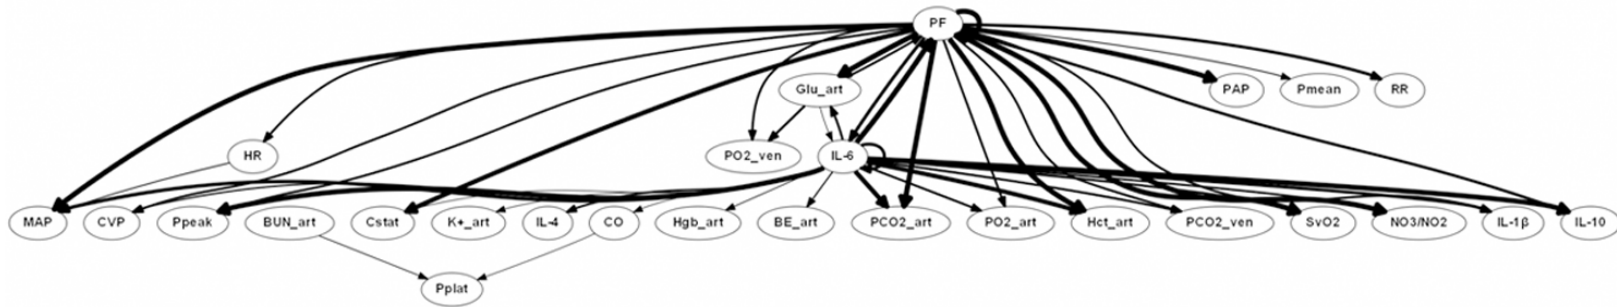 PF
Glu_art
PAP
Pmean
RR
HR
PO2_ven
IL-6
MAP
CVP
Ppeak
BUN_art
Cstat
K+_art
IL-4
CO
Hgb_art
BE_art
PCO2_art
PO2_art
Hct_art
PCO2_ven
SvO2
NO3/NO2
IL-1β
IL-10
Pplat